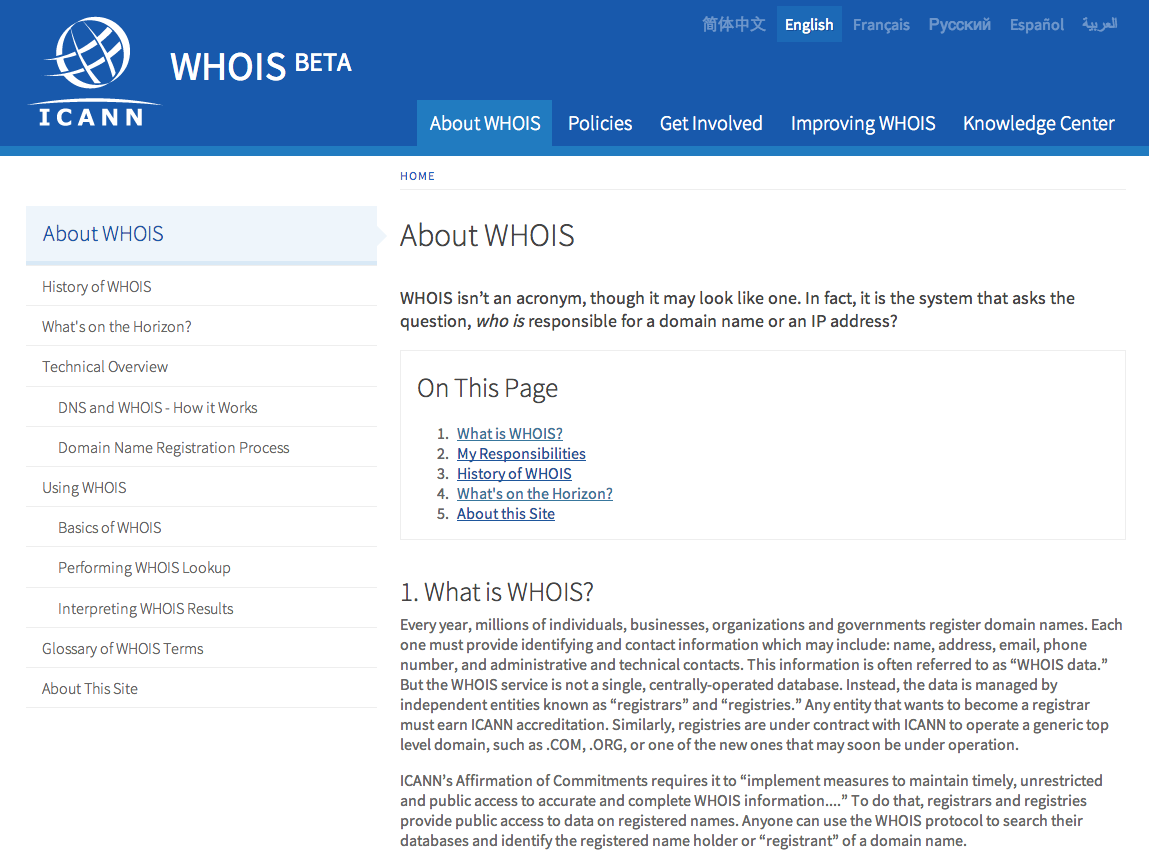 简体中文 English Français Русский Español العربية
WHOIS BETA
ICANN
About WHOIS Policies Get Involved Improving WHOIS Knowledge Center
HOME
About WHOIS
History of WHOIS
What's on the Horizon?
Technical Overview
DNS and WHOIS - How it Works
Domain Name Registration Process
Using WHOIS
Basics of WHOIS
Performing WHOIS Lookup
Interpreting WHOIS Results
Glossary of WHOIS Terms
About This Site
About WHOIS
WHOIS isn’t an acronym, though it may look like one. In fact, it is the system that asks the
question, who is responsible for a domain name or an IP address?
On This Page
1. What is WHOIS?
2. My Responsibilities
3. History of WHOIS
4. What's on the Horizon?
5. About this Site
1. What is WHOIS?
Every year, millions of individuals, businesses, organizations and governments register domain names. Each
one must provide identifying and contact information which may include: name, address, email, phone
number, and administrative and technical contacts. This information is often referred to as “WHOIS data.”
But the WHOIS service is not a single, centrally-operated database. Instead, the data is managed by
independent entities known as “registrars” and “registries.” Any entity that wants to become a registrar
must earn ICANN accreditation. Similarly, registries are under contract with ICANN to operate a generic top
level domain, such as .COM, .ORG, or one of the new ones that may soon be under operation.
ICANN’s Affirmation of Commitments requires it to “implement measures to maintain timely, unrestricted
and public access to accurate and complete WHOIS information....” To do that, registrars and registries
provide public access to data on registered names. Anyone can use the WHOIS protocol to search their
databases and identify the registered name holder or “registrant” of a domain name.